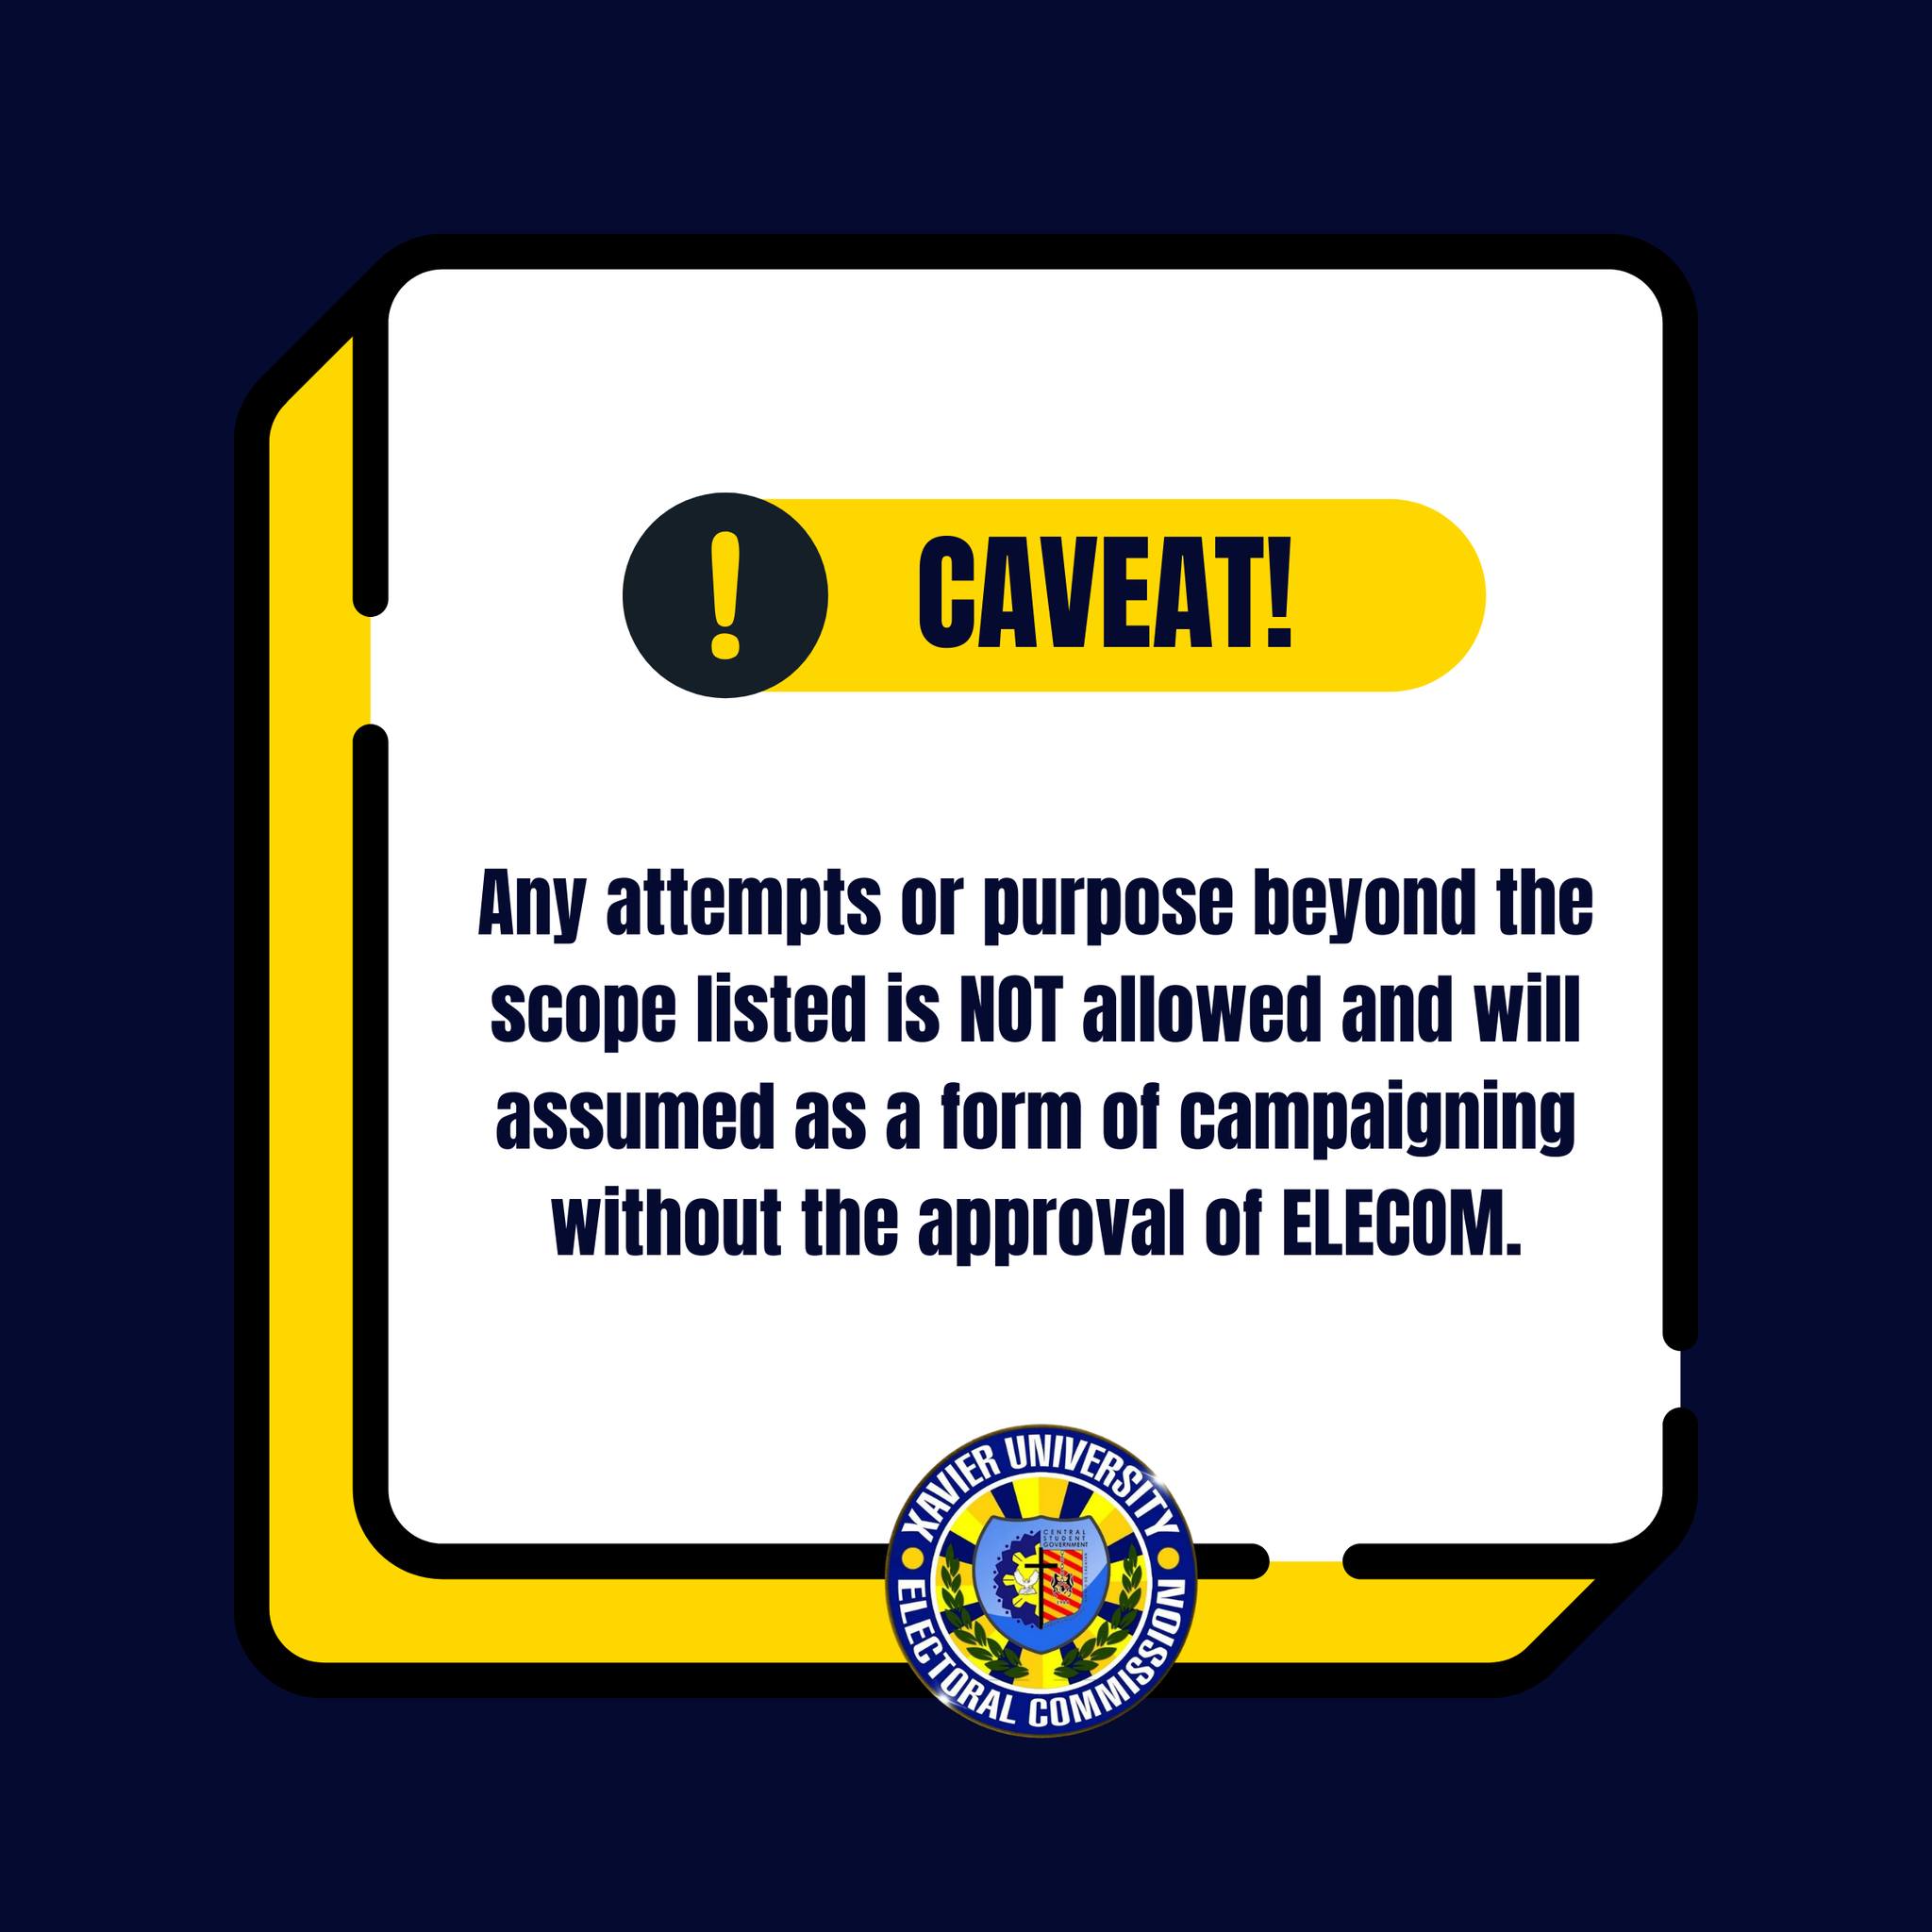 !
CAVEAT!
Any attempts or purpose beyond the
scope listed is NOT allowed and will
assumed as a form of campaigning
without the approval of ELECOM.
XAVIER UNIVERSITY
CENTRAL
STUDENT
GOVERNMENT
ELECTORAL COMMISSION